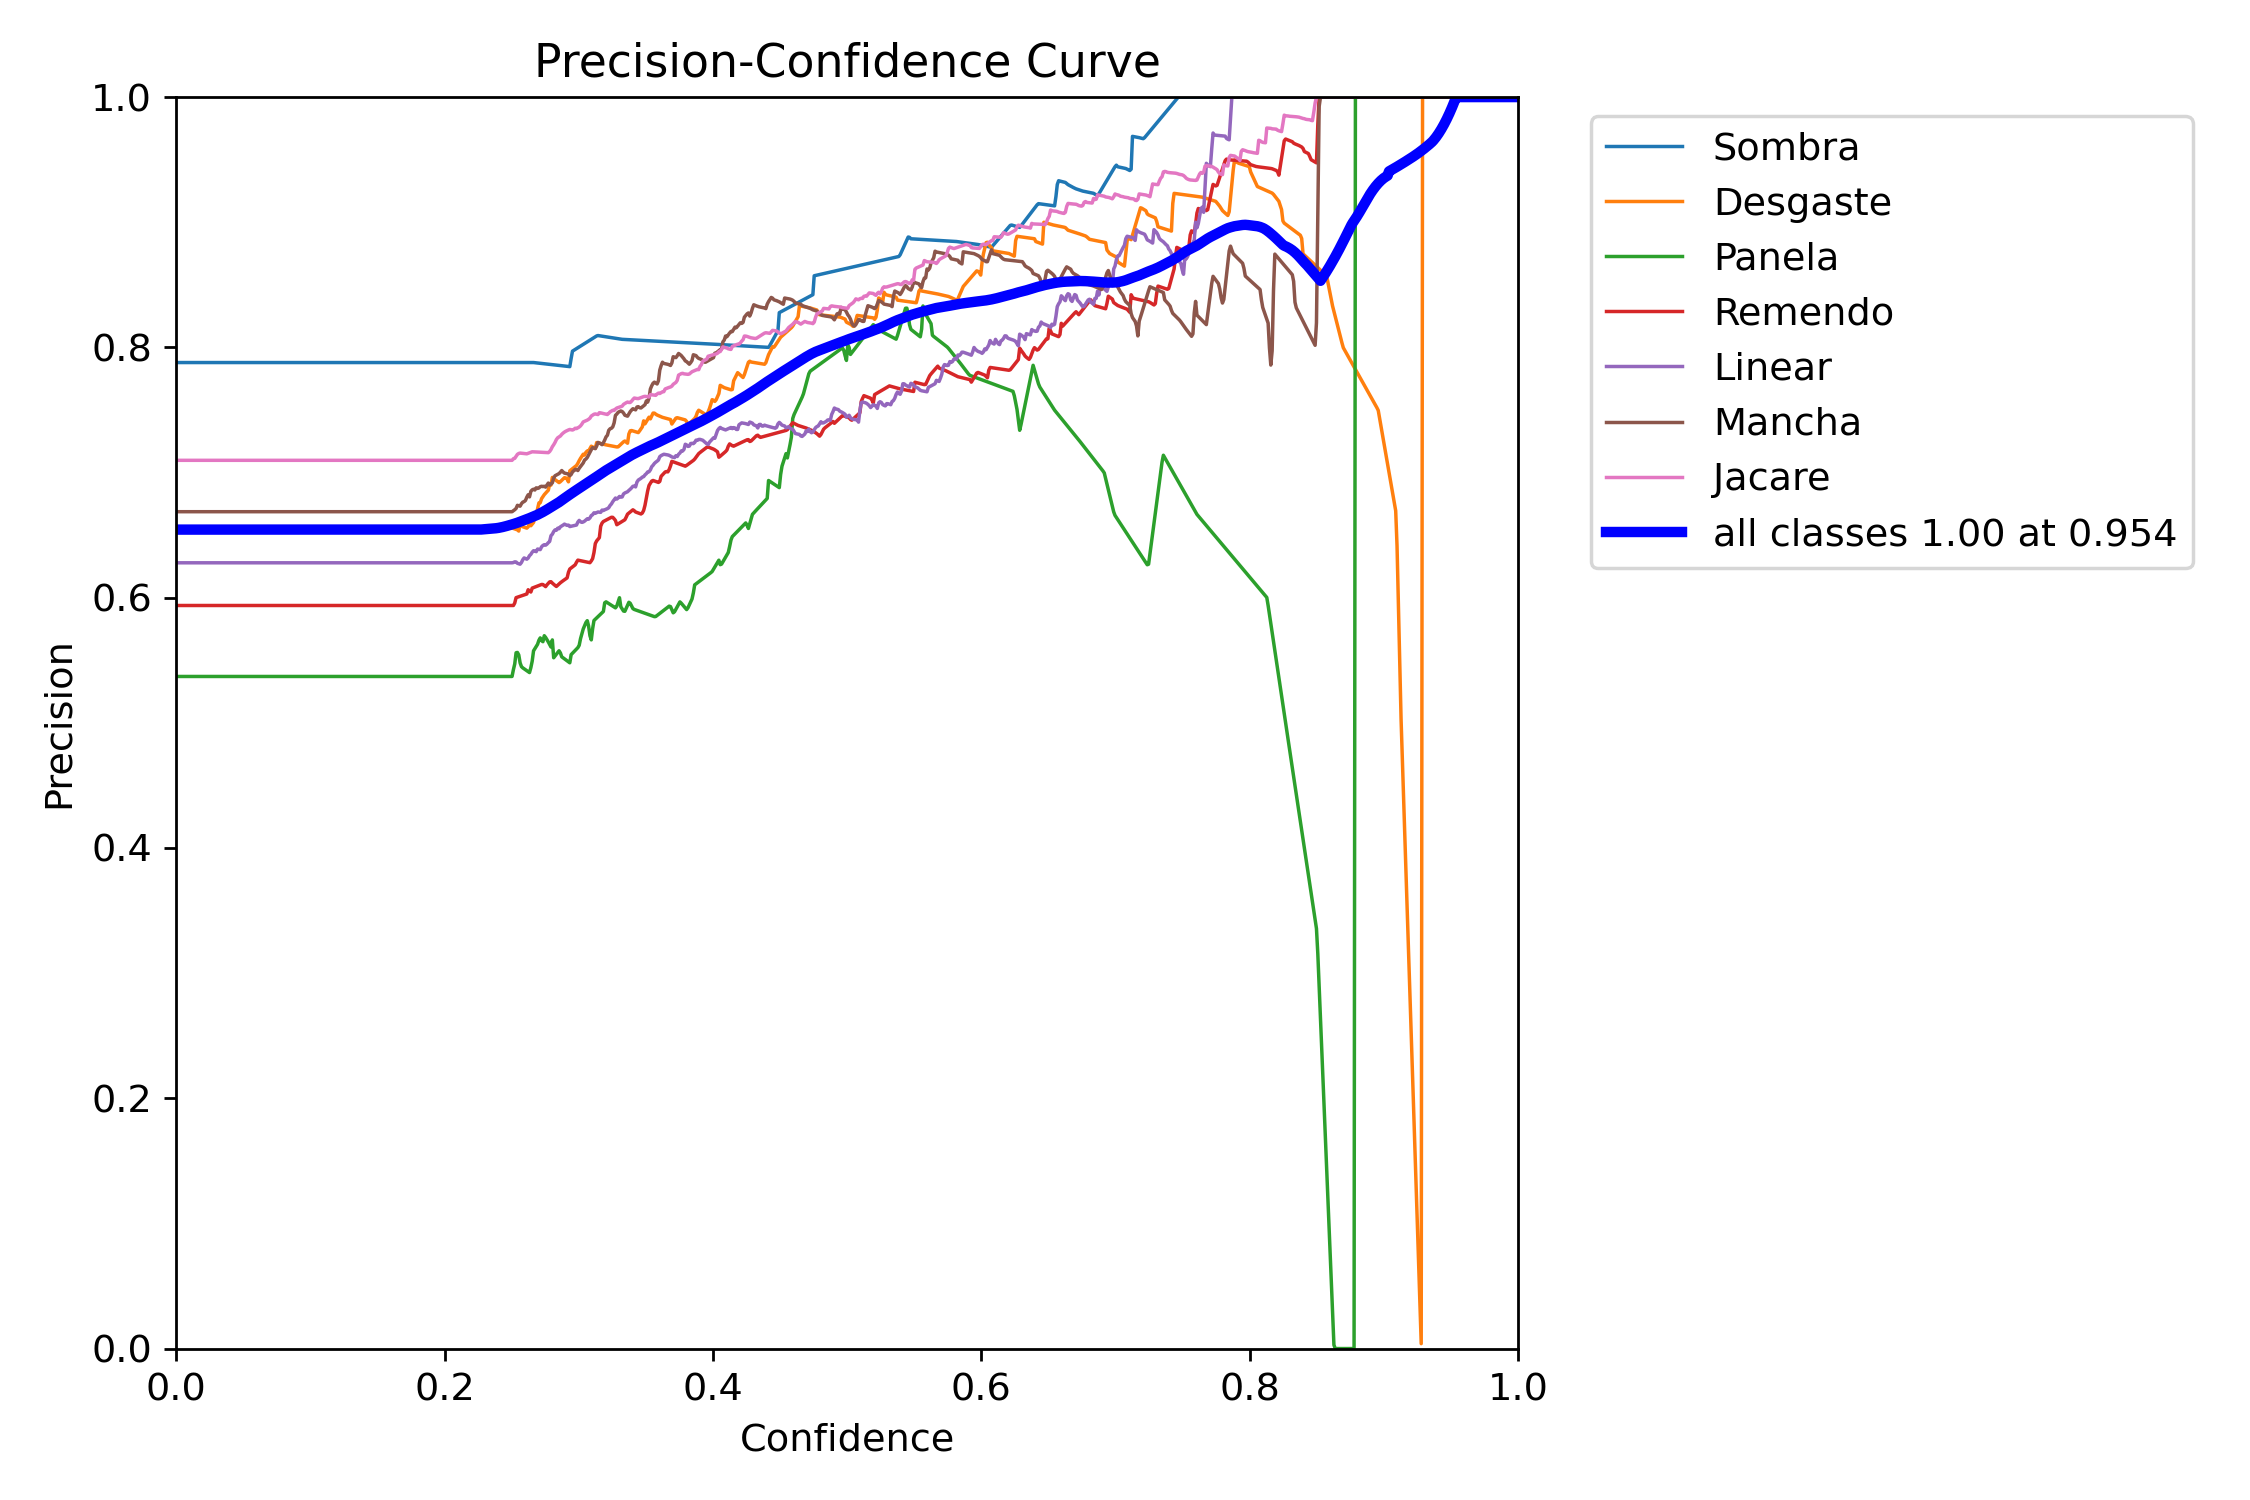 Precision-Confidence Curve
1.0
0.8
0.6
0.4
0.2
0.0
Precision
0.0 0.2 0.4 0.6 0.8 1.0
Confidence
Sombra
Desgaste
Panela
Remendo
Linear
Mancha
Jacare
all classes 1.00 at 0.954